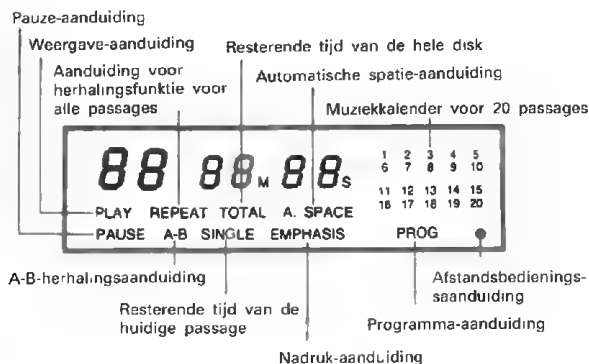 Pauze-aanduiding
Weergave-aanduiding
Resterende tijd van de hele disk
Aanduiding voor
herhalingsfunktie voor
alle passages
Automatische spatie-aanduiding
Muziekkalender voor 20 passages
88 88M 88S
1 2 3 4 5
6 7 8 9 10
11 12 13 14 15
16 17 18 19 20
PLAY REPEAT TOTAL A. SPACE
PAUSE A-B SINGLE EMPHASIS PROG
A-B-herhalingsaanduiding
Afstandsbedienings-
saanduiding
Resterende tijd van de
huidige passage
Programma-aanduiding
Nadruk-aanduiding